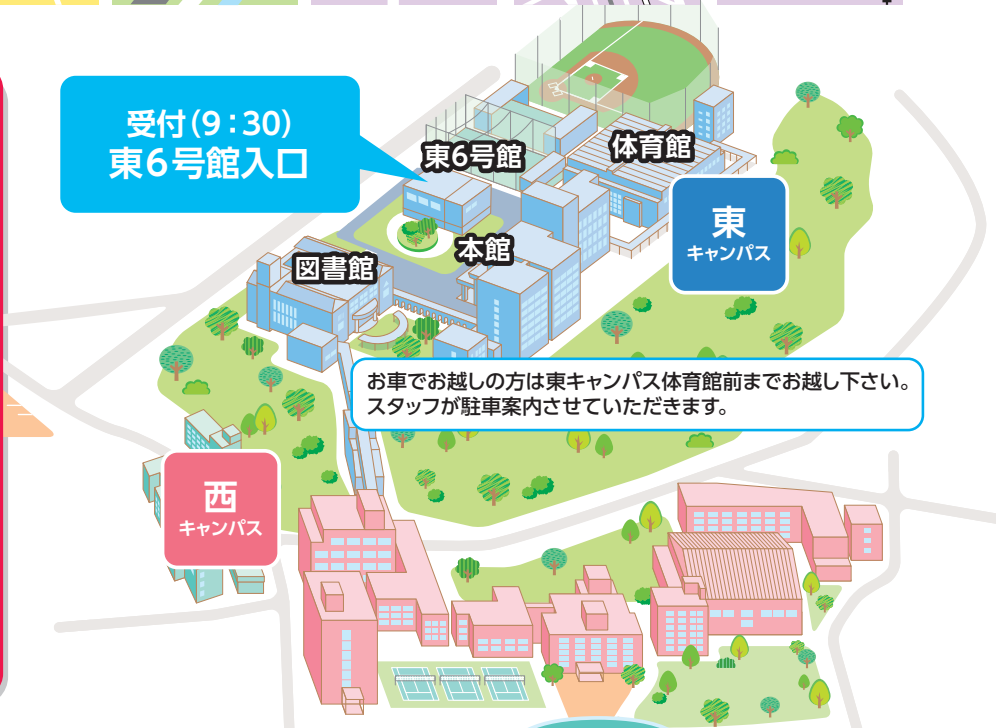 受付(9:30)
東6号館入口
東6号館
体育館
東
キャンパス
本館
図書館
お車でお越しの方は東キャンパス体育館前までお越し下さい。
スタッフが駐車案内させていただきます。
西
キャンパス